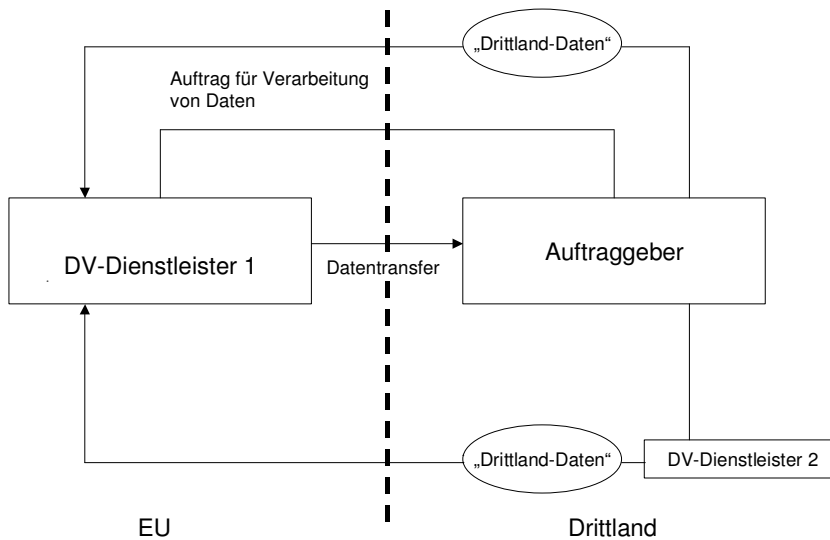 „Drittland-Daten“
Auftrag für Verarbeitung
von Daten
DV-Dienstleister 1
Auftraggeber
Datentransfer
„Drittland-Daten“
DV-Dienstleister 2
EU
Drittland